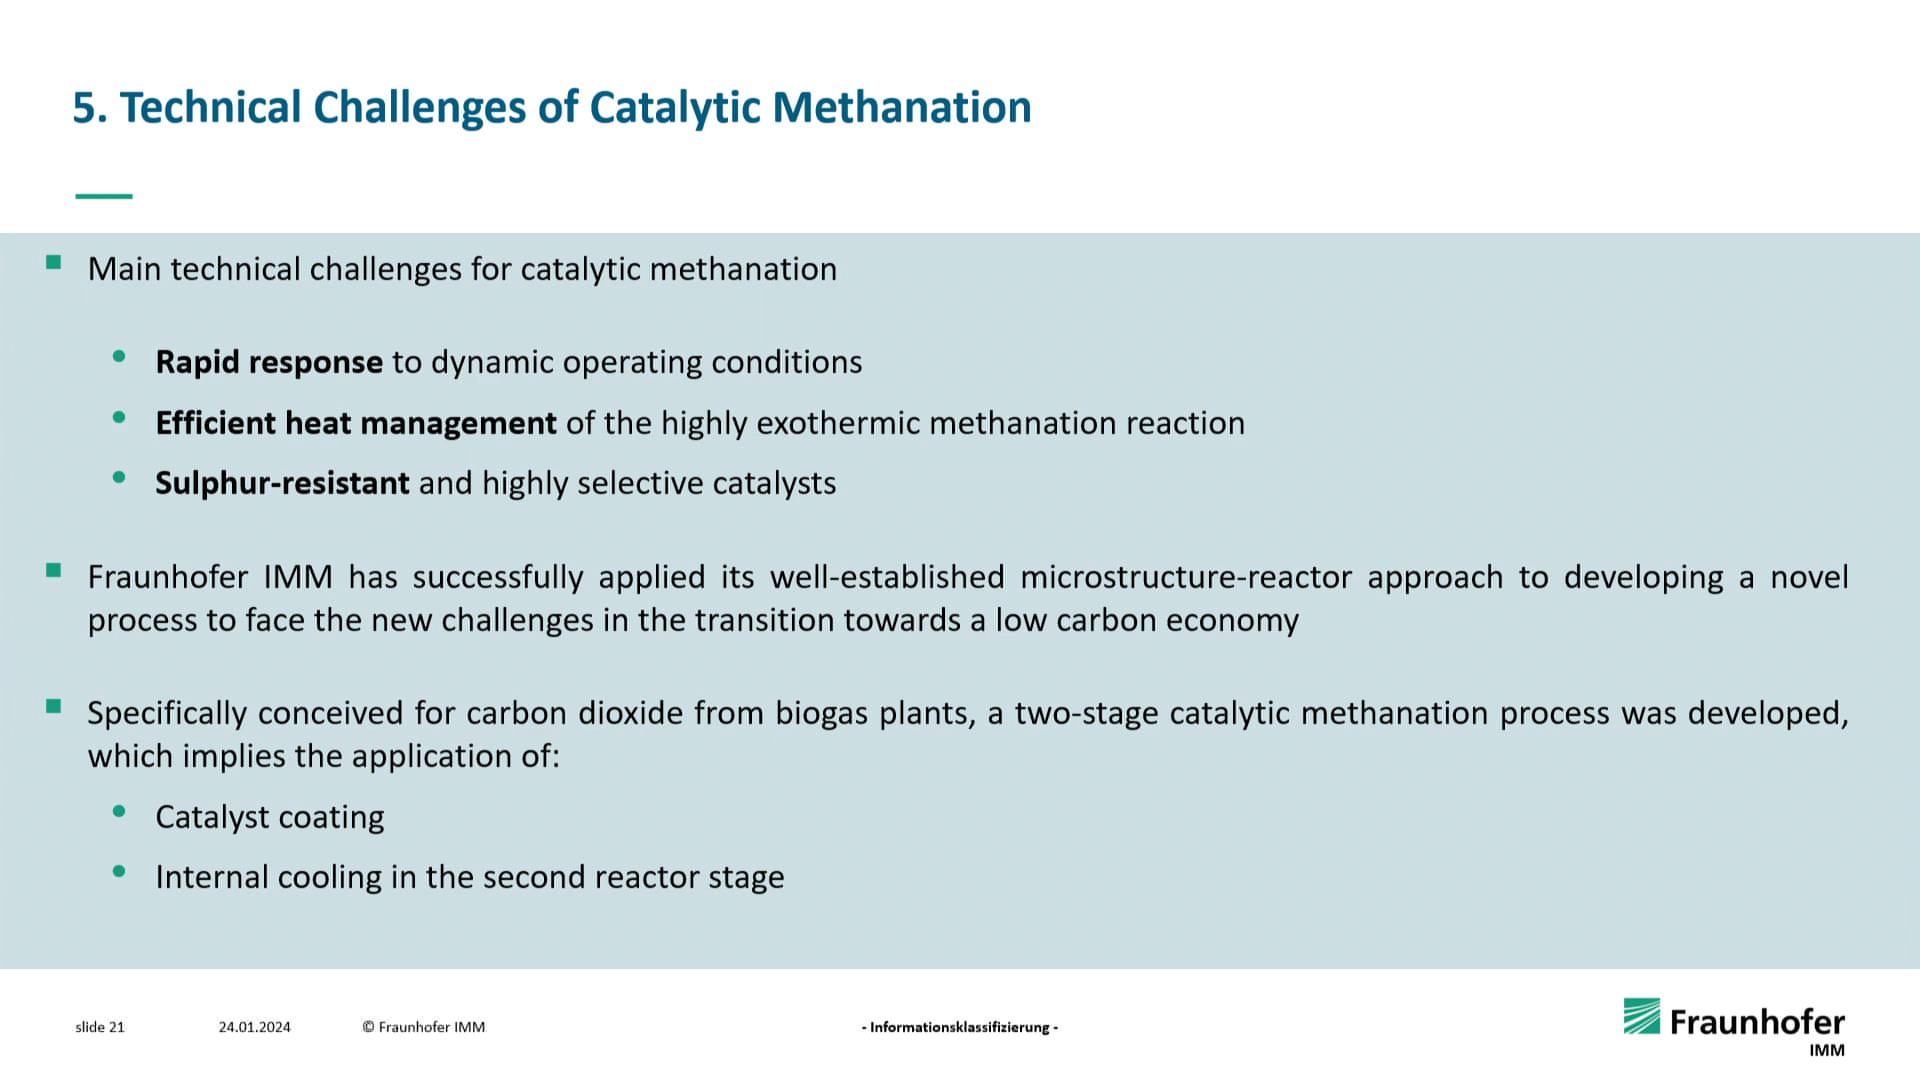 5. Technical Challenges of Catalytic Methanation
Main technical challenges for catalytic methanation
Rapid response to dynamic operating conditions
Efficient heat management of the highly exothermic methanation reaction
Sulphur-resistant and highly selective catalysts
Fraunhofer IMM has successfully applied its well-established microstructure-reactor approach to developing a novel
process to face the new challenges in the transition towards a low carbon economy
Specifically conceived for carbon dioxide from biogas plants, a two-stage catalytic methanation process was developed,
which implies the application of:
Catalyst coating
Internal cooling in the second reactor stage
slide 21 24.01.2024 © Fraunhofer IMM - Informationsklassifizierung -
Fraunhofer
IMM